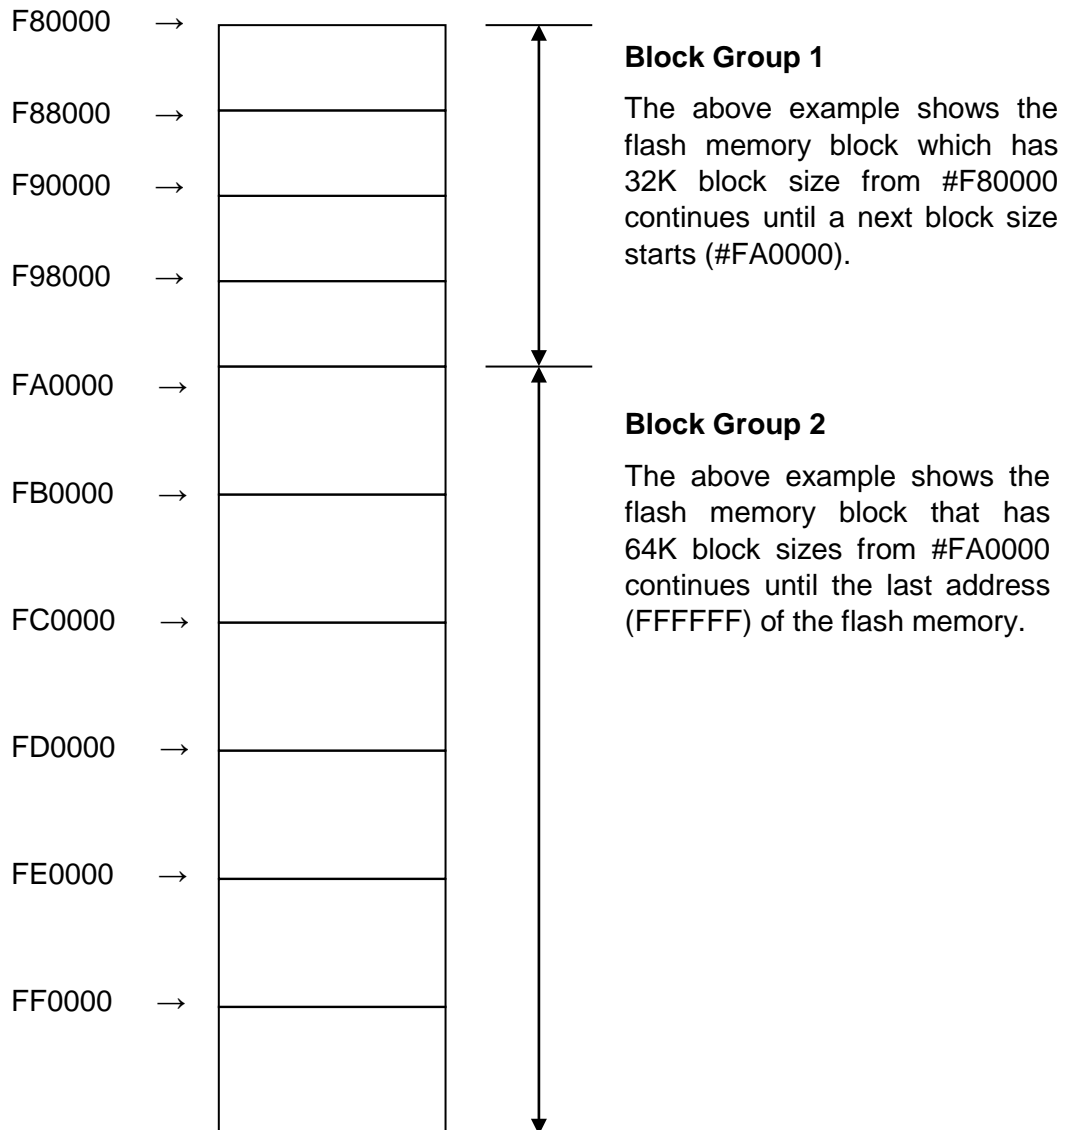 F80000 →
Block Group 1
The above example shows the
F88000 →
flash memory block which has
F90000 →
32K block size from #F80000
continues until a next block size
starts (#FA0000).
F98000 →
FA0000 →
Block Group 2
The above example shows the
FB0000 →
flash memory block that has
64K block sizes from #FA0000
continues until the last address
FC0000 →
(FFFFFF) of the flash memory.
FD0000 →
FE0000 →
FF0000 →